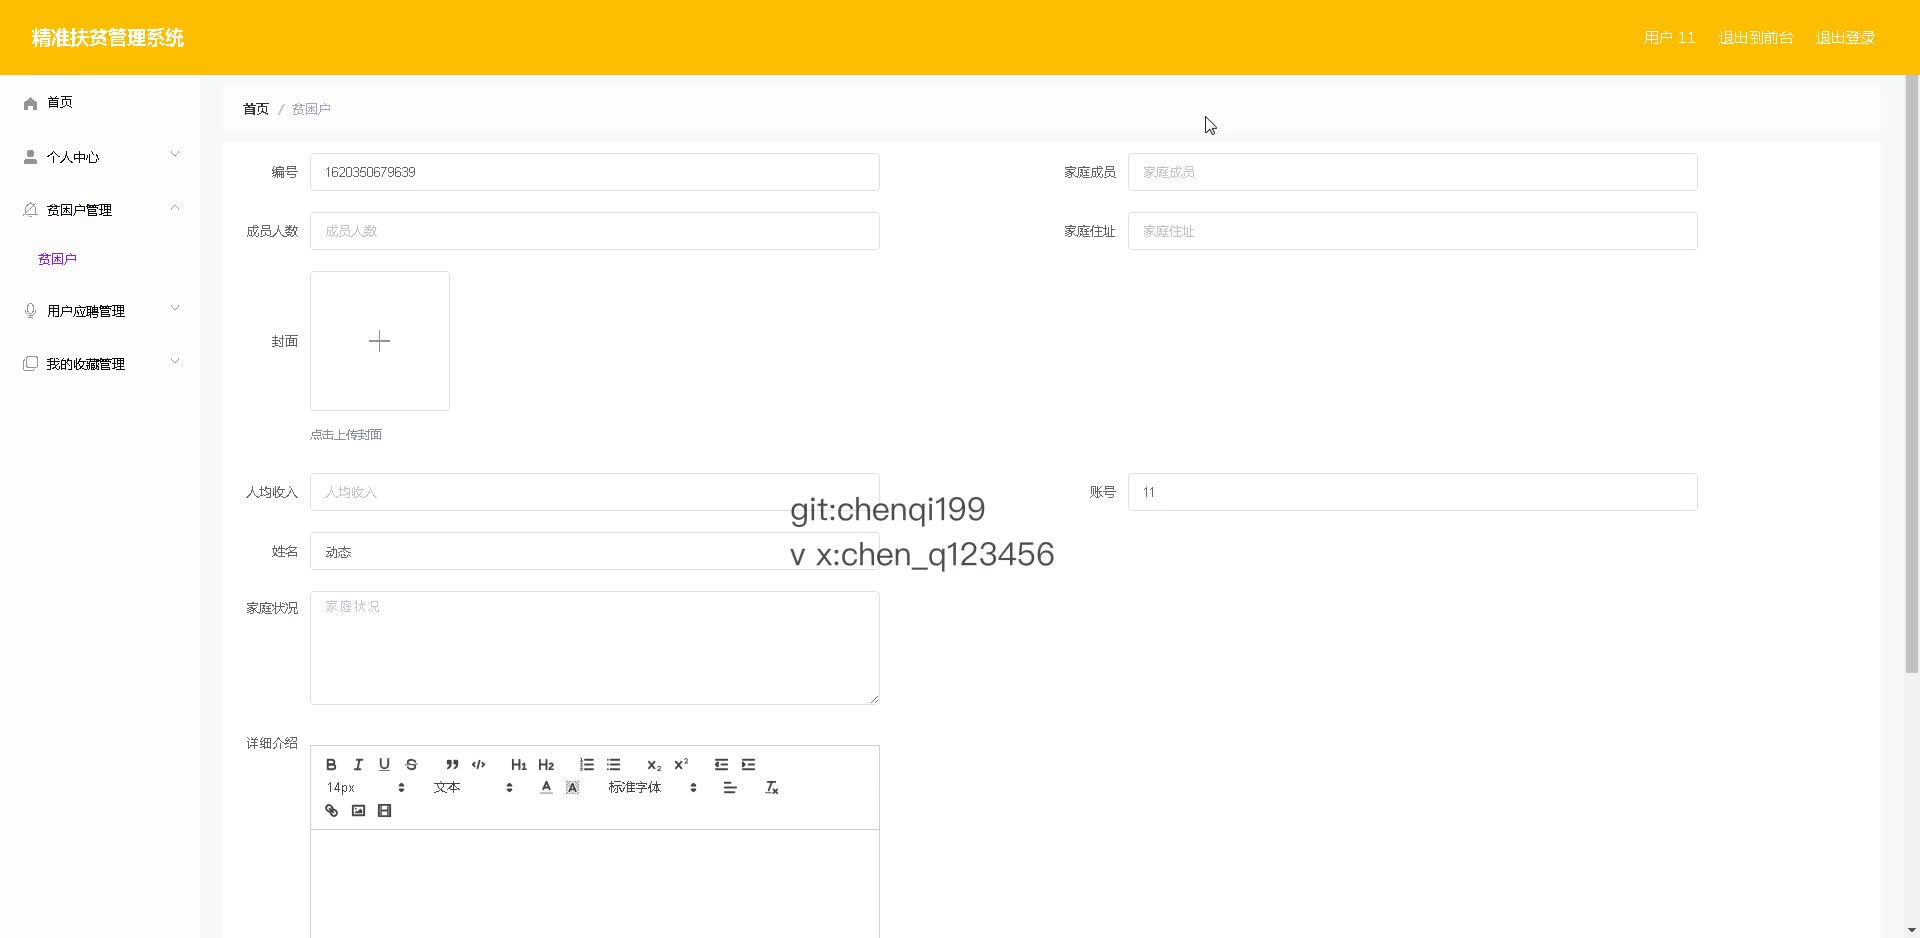 精准扶贫管理系统
用户 11 退出到前台 退出登录
首页
个人中心
贫困户管理
贫困户
用户应聘管理
我的收藏管理
首页 / 贫困户
编号 1620350679639
家庭成员 家庭成员
成员人数 成员人数
家庭住址 家庭住址
封面
点击上传封面
人均收入 人均收入
账号 11
git:chenqi199
姓名 动态
v x:chen_q123456
家庭状况 家庭状况
详细介绍
B I U S H1 H2 x2 x2
14px 文本 A A 标准字体 Tx